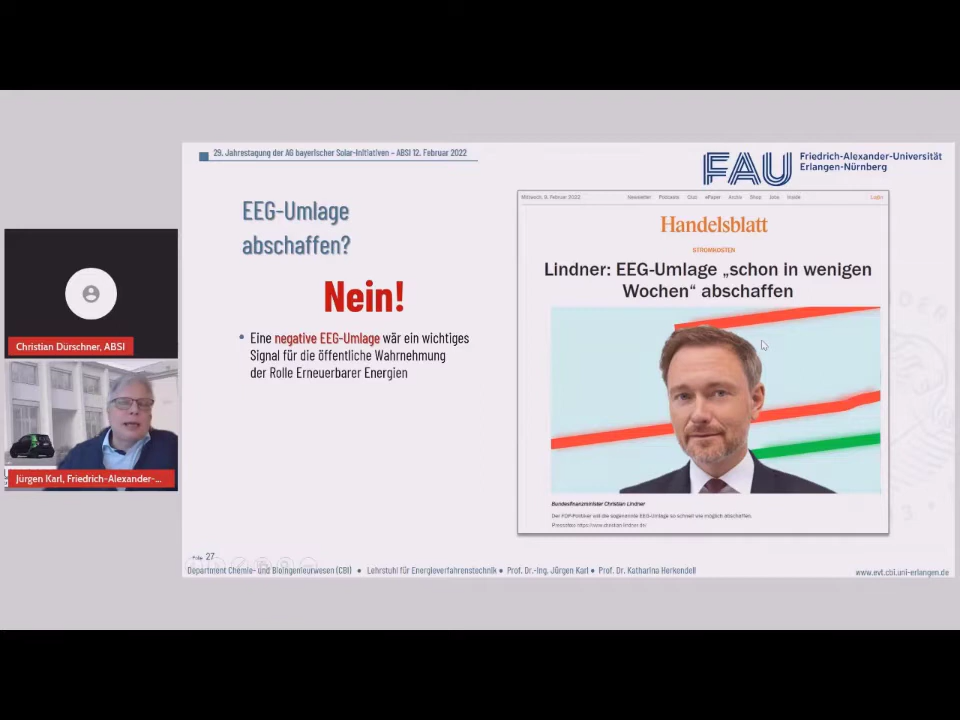 29. Jahrestagung der AG bayerischer Solar-Initiativen – ABSI 12. Februar 2022
FAU Friedrich-Alexander-Universität
Erlangen-Nürnberg
EEG-Umlage
abschaffen?
Nein!
• Eine negative EEG-Umlage wär ein wichtiges
Signal für die öffentliche Wahrnehmung
der Rolle Erneuerbarer Energien
Mittwoch, 9. Februar 2022 Newsletter Podcasts Club ePaper Archiv Shop Jobs Login
Handelsblatt
STROMKOSTEN
Lindner: EEG-Umlage „schon in wenigen
Wochen“ abschaffen
Bundesfinanzminister Christian Lindner
Der FDP-Politiker will die sogenannte EEG-Umlage so schnell wie möglich abschaffen.
Christian Dürschner, ABSI
Jürgen Karl, Friedrich-Alexander-...
27
Department Chemie- und Bioingenieurwesen (CBI) • Lehrstuhl für Energieverfahrenstechnik • Prof. Dr.-Ing. Jürgen Karl • Prof. Dr. Katharina Herkendell
www.evt.cbi.uni-erlangen.de